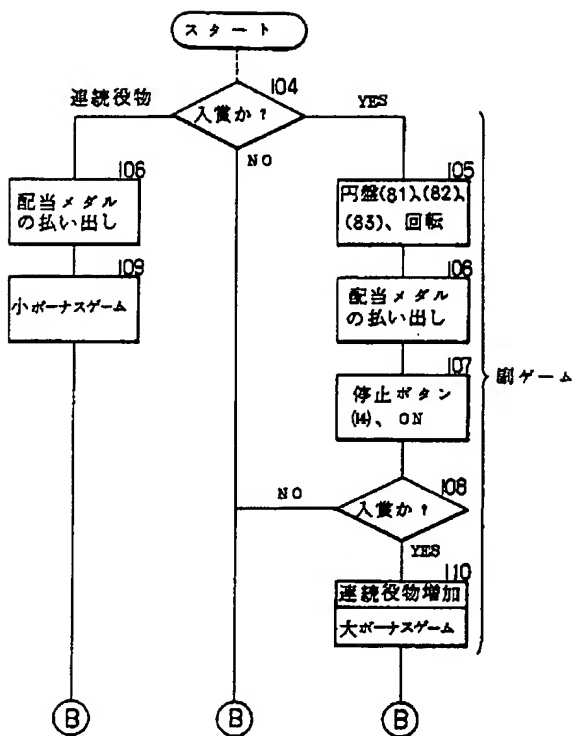 スタート
104
連続役物
入賞か?
YES
NO
106
配当メダル
の払い出し
109
小ボーナスゲーム
105
円盤(81)、(82)、
(83)、回転
106
配当メダル
の払い出し
107
停止ボタン
(14)、ON
副ゲーム
108
NO
入賞か?
YES
110
連続役物増加
大ボーナスゲーム
B
B
B